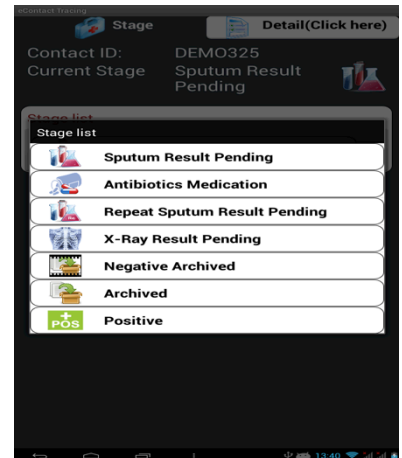 eContact Tracing
Stage
Detail(Click here)
Contact ID: DEMO325
Current Stage Sputum Result
Pending
Stage list
Stage list
Sputum Result Pending
Antibiotics Medication
Repeat Sputum Result Pending
X-Ray Result Pending
Negative Archived
Archived
POS
Positive
13:40